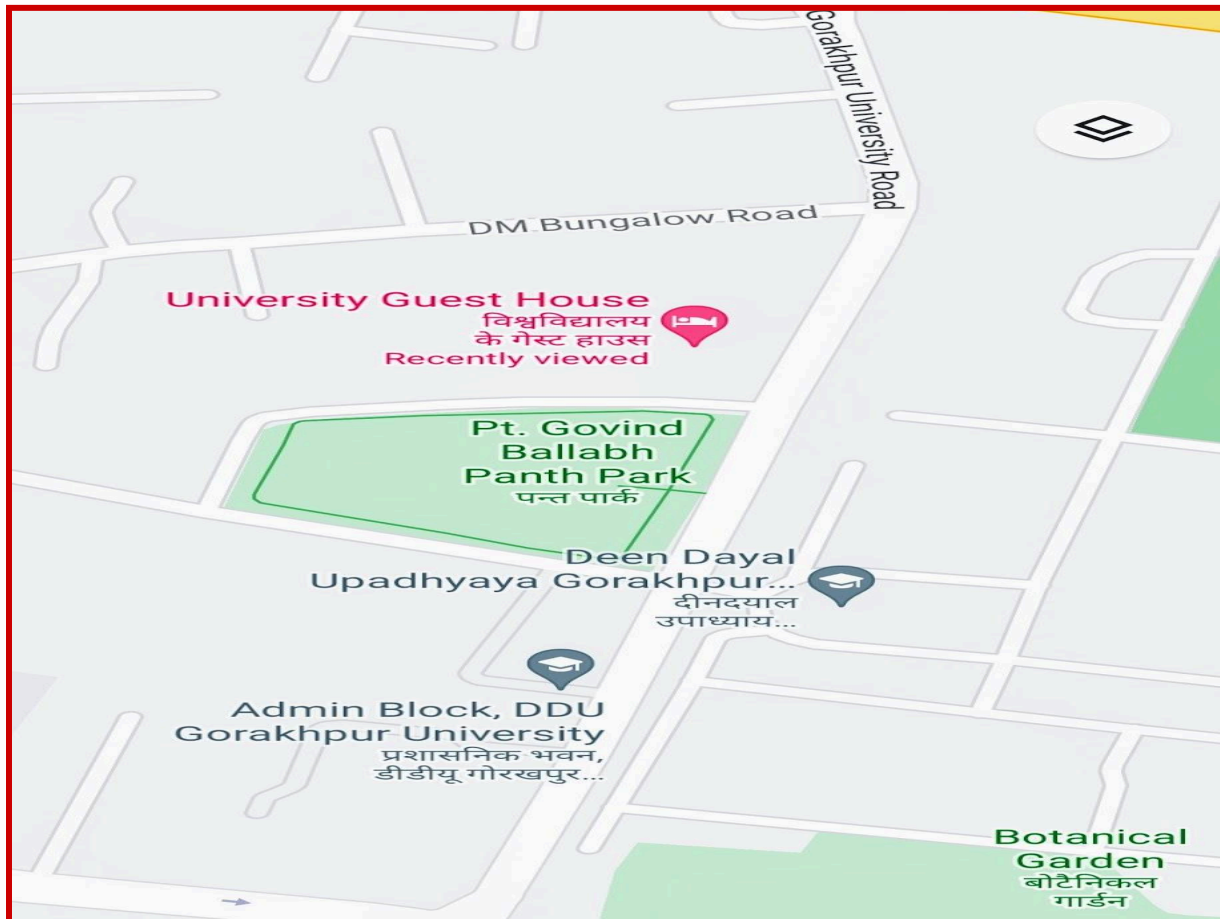 Gorakhpur University Road
DM Bungalow Road
University Guest House
विश्वविद्यालय
के गेस्ट हाउस
Recently viewed
Pt. Govind
Ballabh
Panth Park
पन्त पार्क
Deen Dayal
Upadhyaya Gorakhpur...
दीनदयाल
उपाध्याय...
Admin Block, DDU
Gorakhpur University
प्रशासनिक भवन,
डीडीयू गोरखपुर...
Botanical
Garden
बोटैनिकल
गार्डन